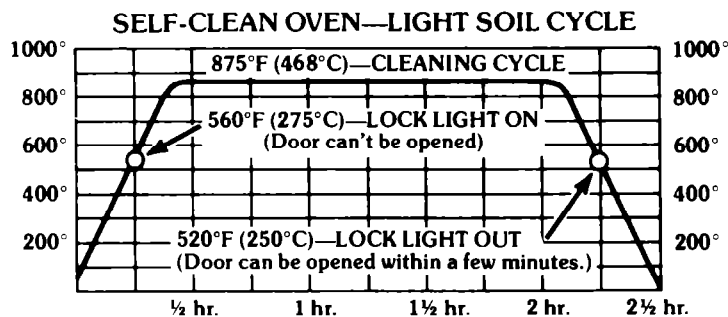 SELF-CLEAN OVEN—LIGHT SOIL CYCLE
1000° 1000°
875°F (468°C)—CLEANING CYCLE
800° 800°
560°F (275°C)—LOCK LIGHT ON
(Door can't be opened)
600° 600°
400° 400°
520°F (250°C)—LOCK LIGHT OUT
200° 200°
(Door can be opened within a few minutes.)
½ hr. 1 hr. 1½ hr. 2 hr. 2½ hr.